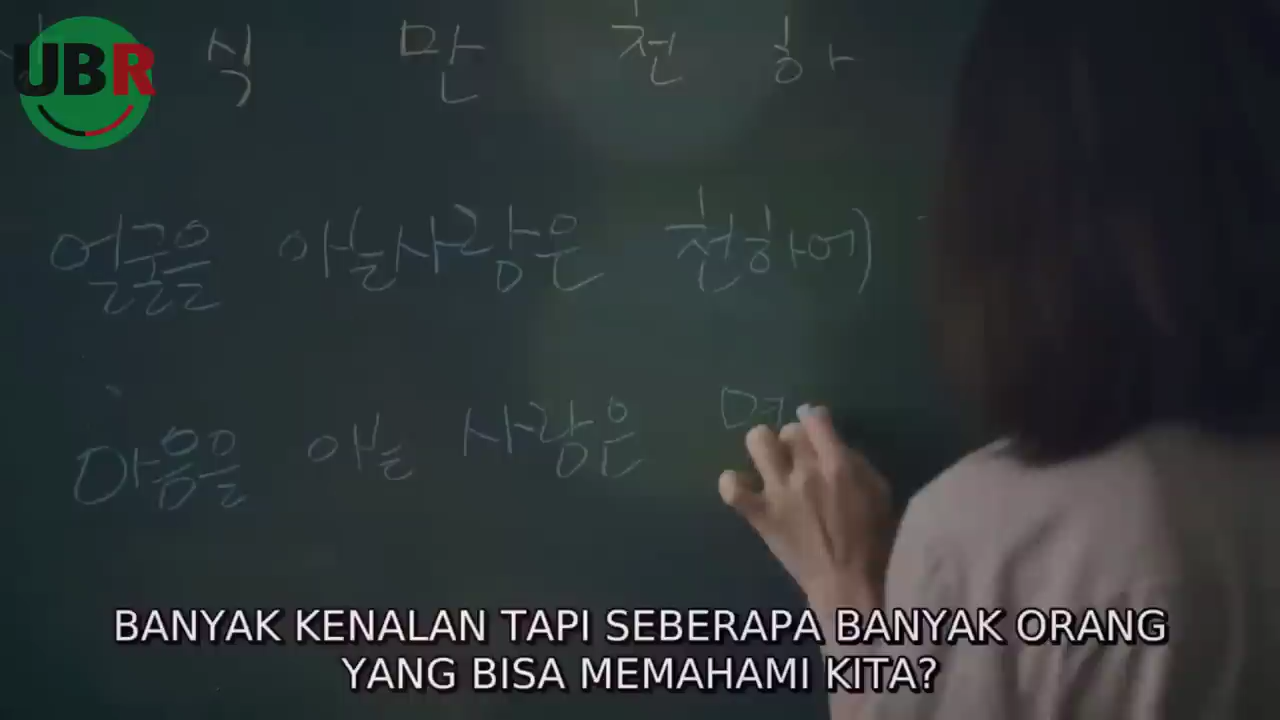 UBR
식 만 천 하
얼굴을 아는 사람은 천하에
마음을 아는 사람은
BANYAK KENALAN TAPI SEBERAPA BANYAK ORANG
YANG BISA MEMAHAMI KITA?